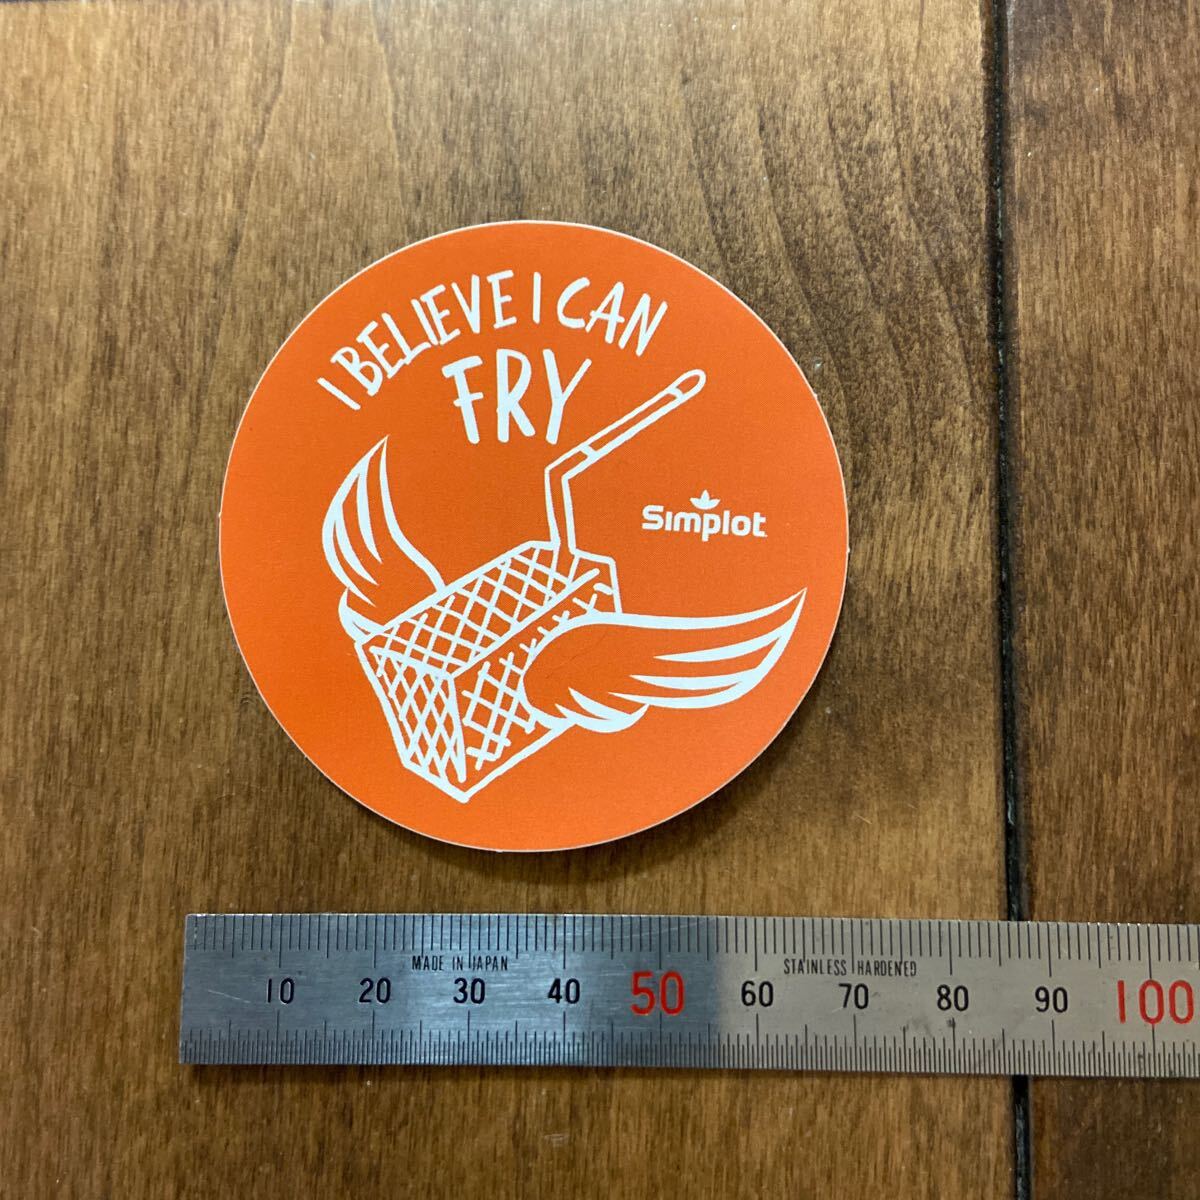 I BELIEVE I CAN
FRY
Simplot
MADE IN JAPAN
STAINLESS HARDENED
10 20 30 40 50 60 70 80 90 100